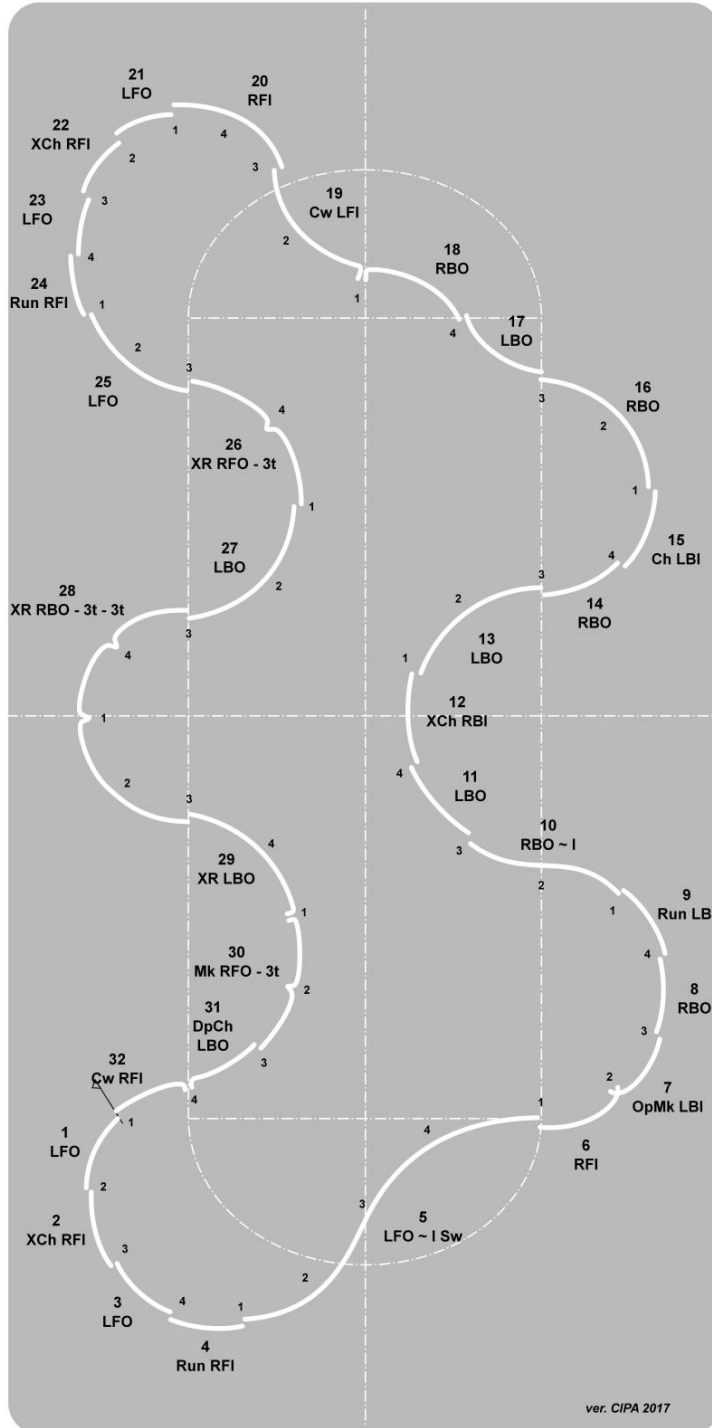 21
LFO
20
RFI
1
4
22
XCh RFI
2
3
19
Cw LFI
23
LFO
3
2
18
RBO
4
24
Run RFI
1
1
17
LBO
4
2
25
LFO
3
3
16
RBO
4
2
26
XR RFO - 3t
1
1
27
LBO
2
15
Ch LBI
4
28
XR RBO - 3t - 3t
3
2
14
RBO
3
13
LBO
4
1
1
12
XCh RBI
4
11
LBO
2
3
10
RBO ~ I
4
3
29
XR LBO
2
9
Run LB
1
1
30
Mk RFO - 3t
4
2
8
RBO
31
DpCh
LBO
3
3
32
Cw RFI
2
7
OpMk LBI
4
1
1
1
LFO
4
6
RFI
2
3
2
XCh RFI
5
LFO ~ I Sw
3
2
3
LFO
4
1
4
Run RFI
ver. CIPA 2017